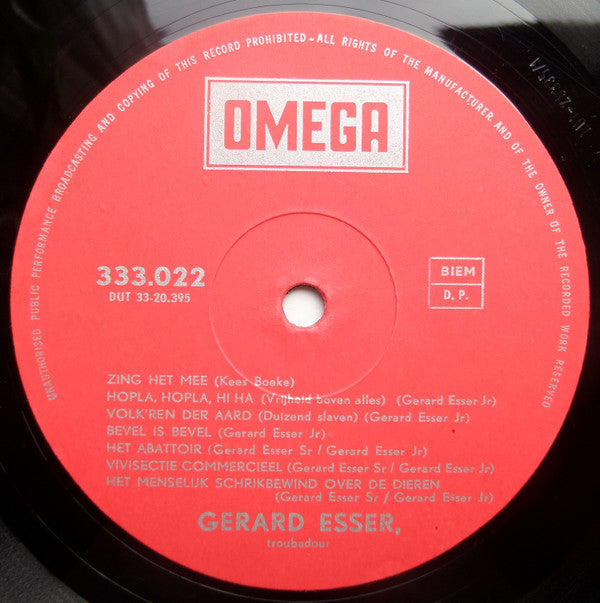 UNAUTHORISED PUBLIC PERFORMANCE BROADCASTING AND COPYING OF THIS RECORD PROHIBITED - ALL RIGHTS OF THE MANUFACTURER AND OF THE OWNER OF THE RECORDED WORK RESERVED
OMEGA
333.022
DUT 33-20.395
BIEM
D. P.
ZING HET MEE (Kees Boeke)
HOPLA, HOPLA, HI HA (Vrijheid boven alles) (Gerard Esser Jr)
VOLK'REN DER AARD (Duizend slaven) (Gerard Esser Jr)
BEVEL IS BEVEL (Gerard Esser Jr)
HET ABATTOIR (Gerard Esser Sr / Gerard Esser Jr)
VIVISECTIE COMMERCIEEL (Gerard Esser Sr / Gerard Esser Jr)
HET MENSELIJK SCHRIKBEWIND OVER DE DIEREN
(Gerard Esser Sr / Gerard Esser Jr)
GERARD ESSER,
troubadour